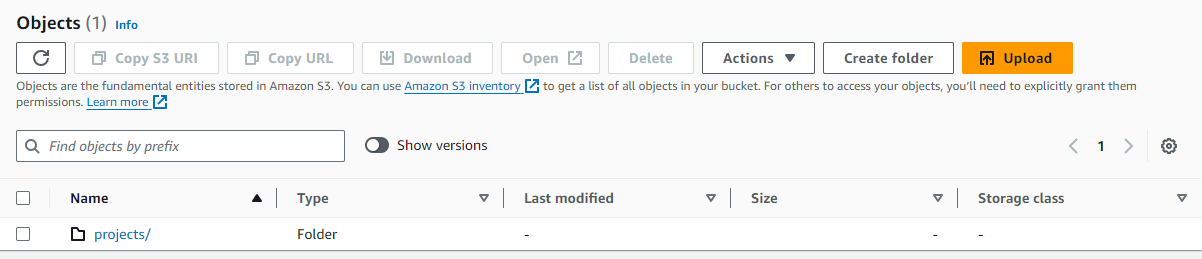 Objects (1) Info
Copy S3 URI Copy URL Download Open Delete Actions Create folder Upload
Objects are the fundamental entities stored in Amazon S3. You can use Amazon S3 inventory to get a list of all objects in your bucket. For others to access your objects, you'll need to explicitly grant them
permissions. Learn more
Find objects by prefix Show versions 1
Name Type Last modified Size Storage class
projects/ Folder - - -